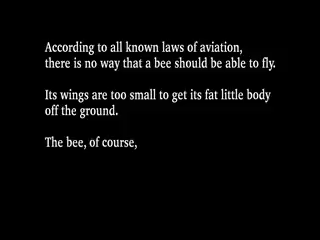 According to all known laws of aviation,
there is no way that a bee should be able to fly.
Its wings are too small to get its fat little body
off the ground.
The bee, of course,